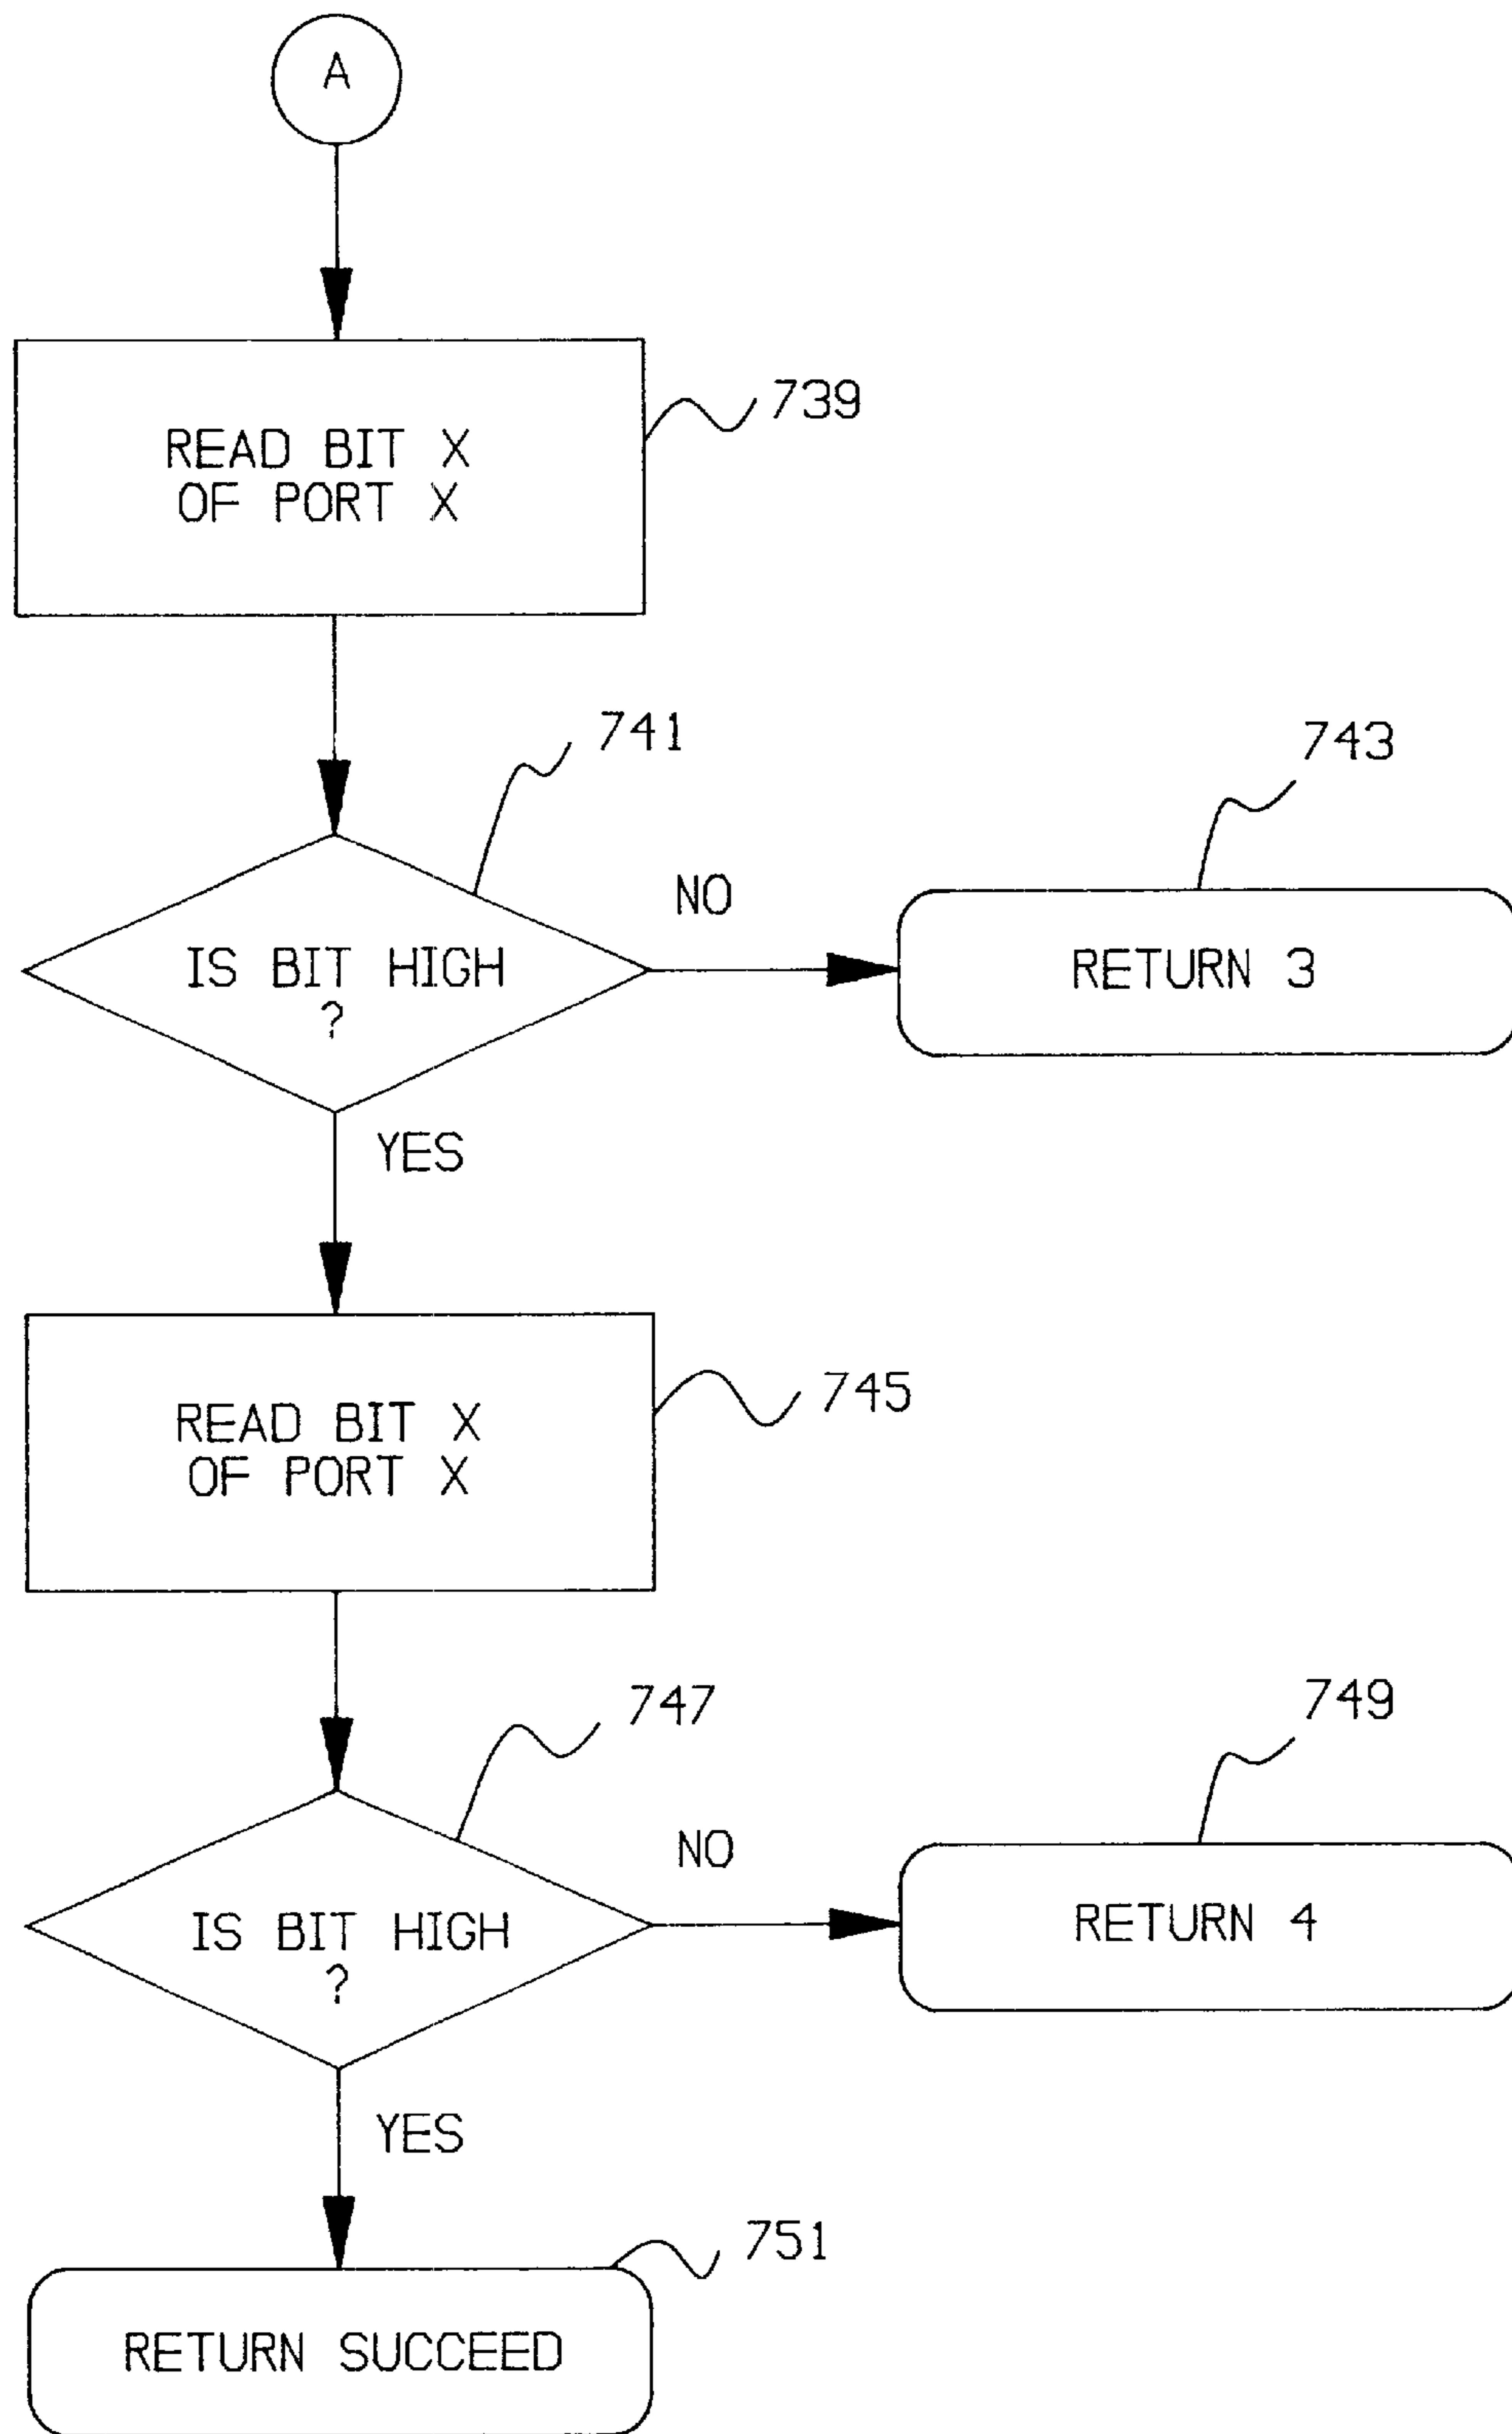 A
READ BIT X
OF PORT X
739
741
743
IS BIT HIGH
?
NO
RETURN 3
YES
READ BIT X
OF PORT X
745
747
749
IS BIT HIGH
?
NO
RETURN 4
YES
751
RETURN SUCCEED